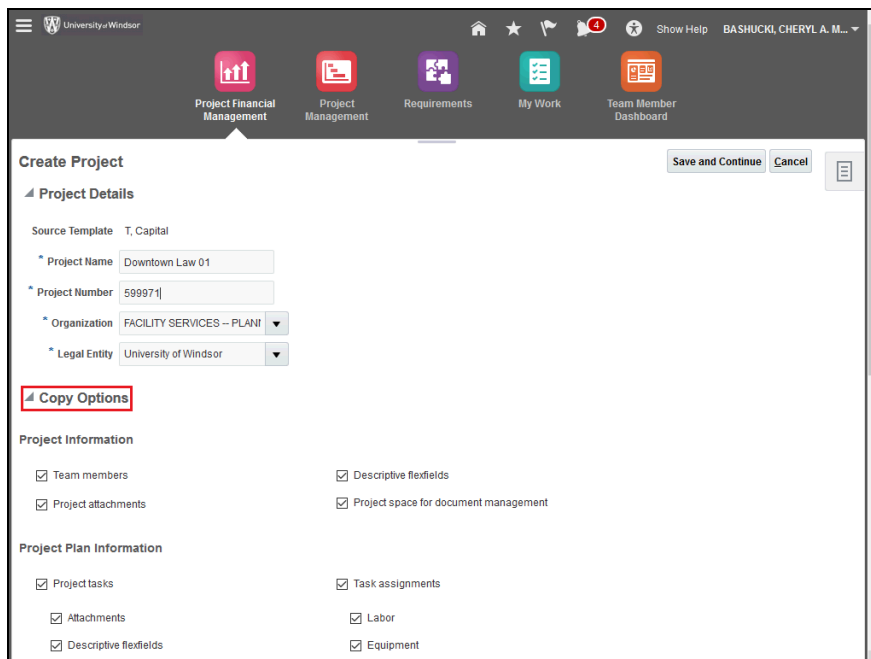 University of Windsor
4
Show Help
BASHUCKI, CHERYL A. M...
Project Financial
Management
Project
Management
Requirements
My Work
Team Member
Dashboard
Create Project
Save and Continue
Cancel
Project Details
Source Template T, Capital
* Project Name Downtown Law 01
* Project Number 599971
* Organization FACILITY SERVICES -- PLANN
* Legal Entity University of Windsor
Copy Options
Project Information
Team members
Descriptive flexfields
Project attachments
Project space for document management
Project Plan Information
Project tasks
Task assignments
Attachments
Labor
Descriptive flexfields
Equipment